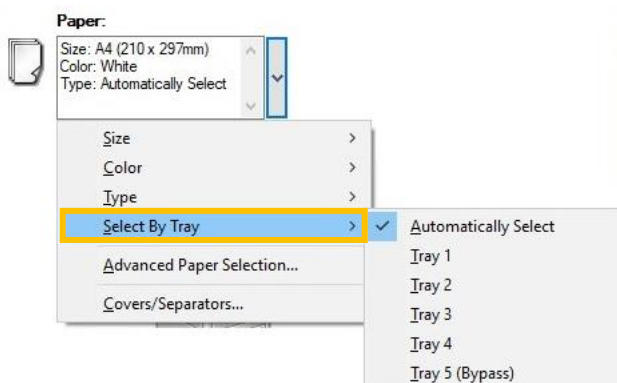 Paper:
Size: A4 (210 x 297mm)
Color: White
Type: Automatically Select
Size
Color
Type
Select By Tray
Advanced Paper Selection...
Covers/Separators...
Automatically Select
Tray 1
Tray 2
Tray 3
Tray 4
Tray 5 (Bypass)